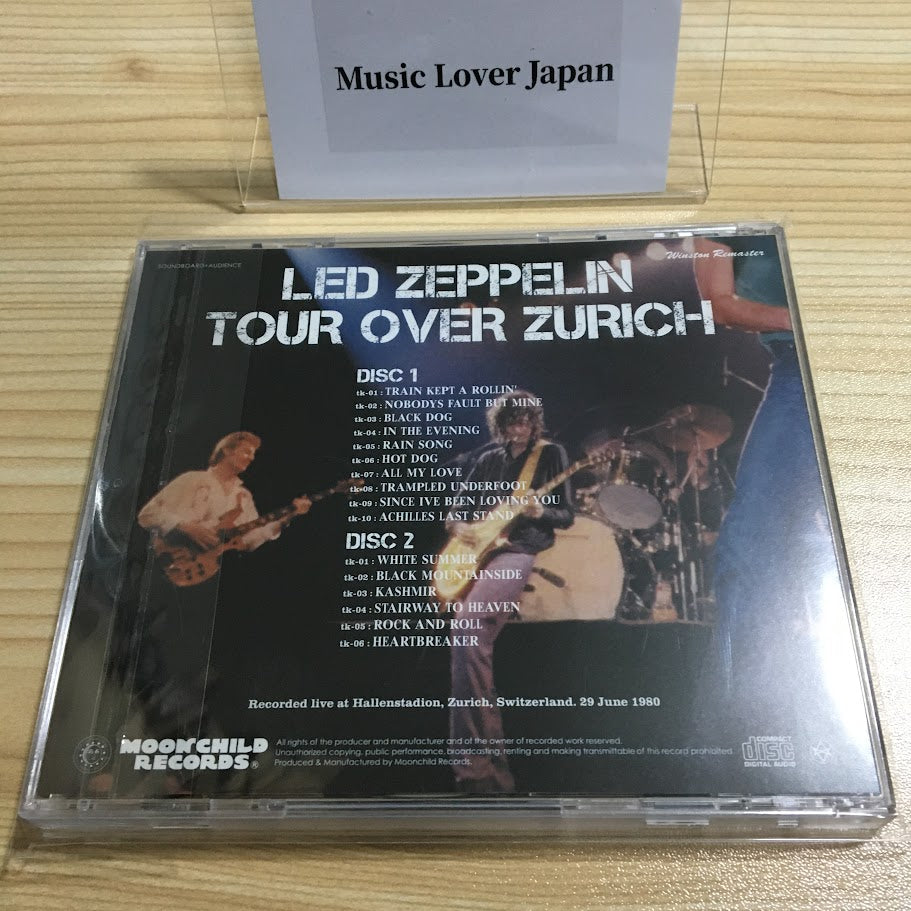 Music Lover Japan
SOUNDBOARD+AUDIENCE
Winston Remaster
LED ZEPPELIN
TOUR OVER ZURICH
DISC 1
tk-01 : TRAIN KEPT A ROLLIN'
tk-02 : NOBODYS FAULT BUT MINE
tk-03 : BLACK DOG
tk-04 : IN THE EVENING
tk-05 : RAIN SONG
tk-06 : HOT DOG
tk-07 : ALL MY LOVE
tk-08 : TRAMPLED UNDERFOOT
tk-09 : SINCE IVE BEEN LOVING YOU
tk-10 : ACHILLES LAST STAND
DISC 2
tk-01 : WHITE SUMMER
tk-02 : BLACK MOUNTAINSIDE
tk-03 : KASHMIR
tk-04 : STAIRWAY TO HEAVEN
tk-05 : ROCK AND ROLL
tk-06 : HEARTBREAKER
Recorded live at Hallenstadion, Zurich, Switzerland. 29 June 1980
MOONCHILD
RECORDS®
All rights of the producer and manufacturer and of the owner of recorded work reserved.
Unauthorized copying, public performance, broadcasting, renting and making transmittable of this record prohibited.
Produced & Manufactured by Moonchild Records.
COMPACT
disc
DIGITAL AUDIO